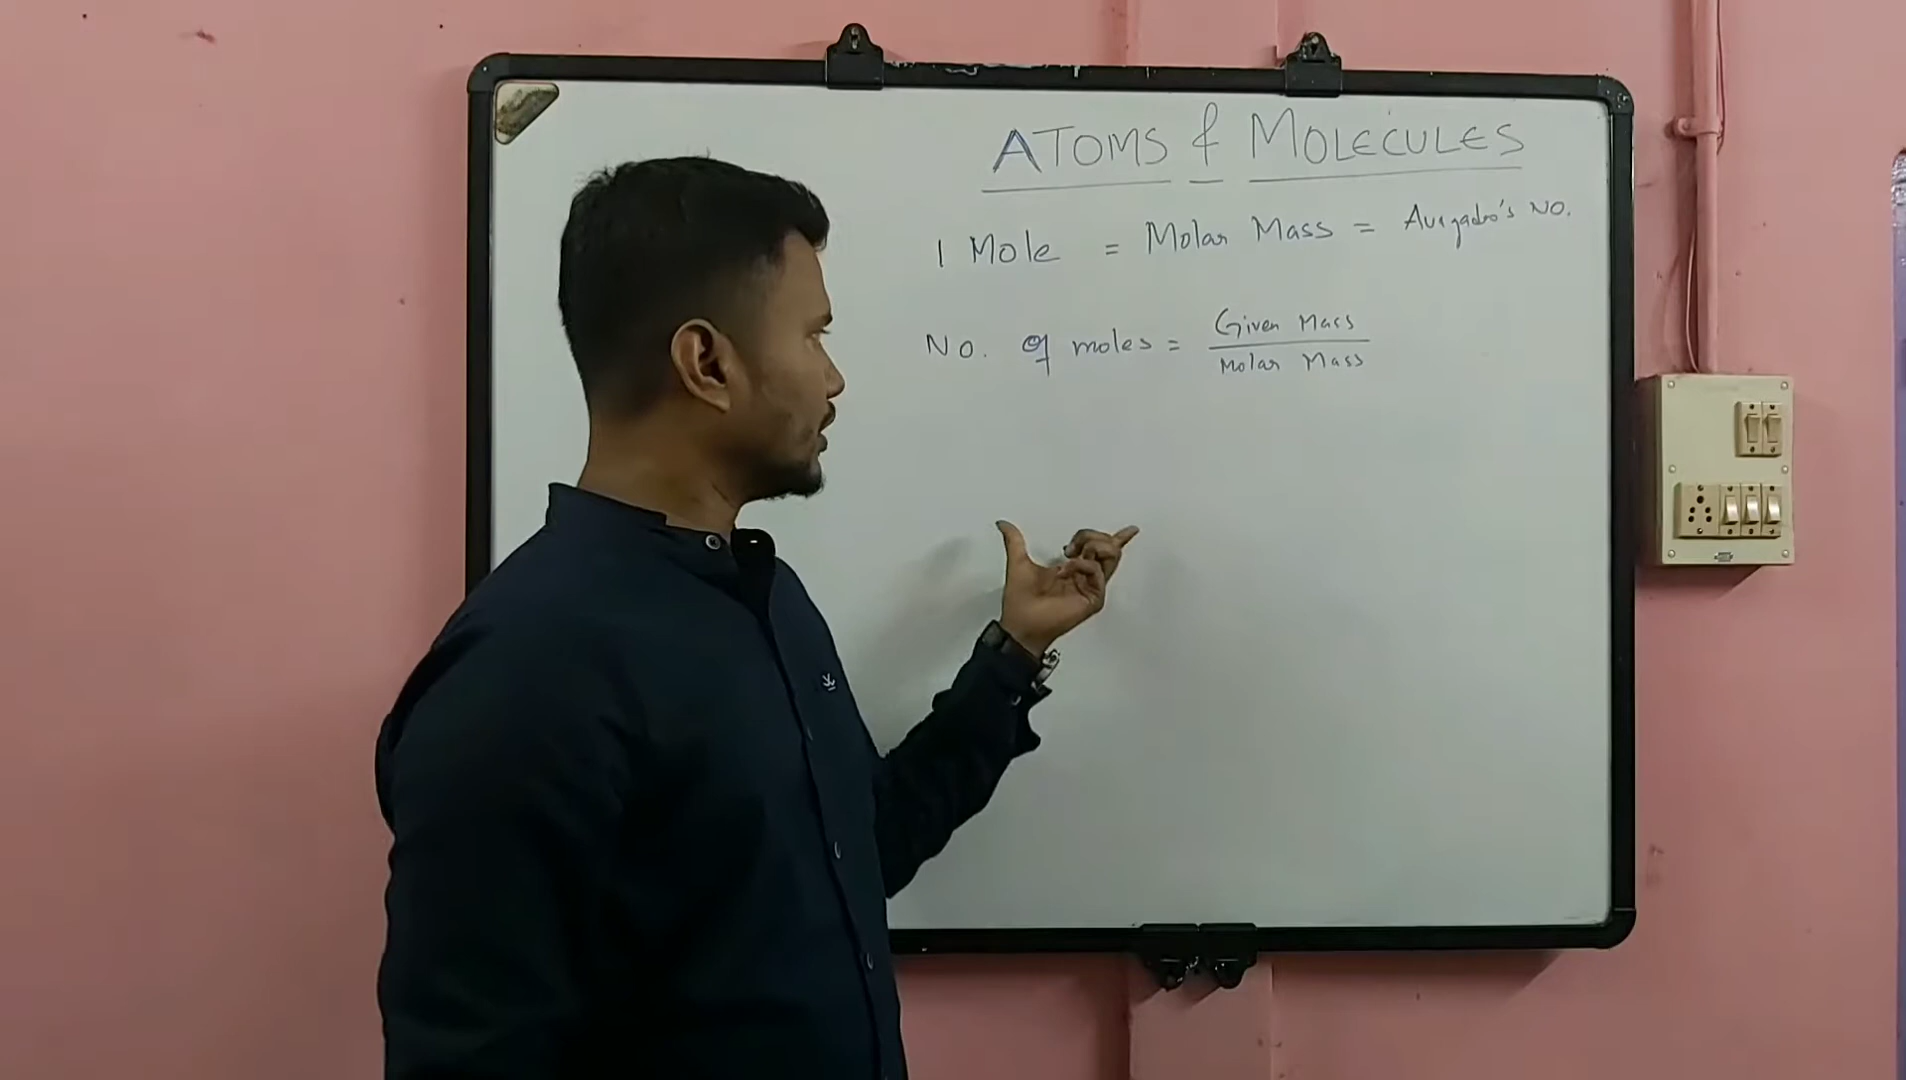 ATOMS & MOLECULES
1 Mole = Molar Mass = Avogadro's NO.
No. of moles = Given Mass / Molar Mass